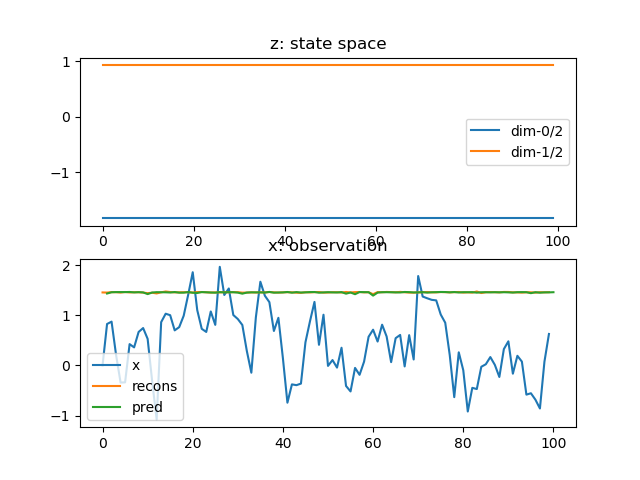 z: state space
1
0
−1
dim-0/2
dim-1/2
0 20 40 60 80 100
x: observation
2
1
0
−1
x
recons
pred
0 20 40 60 80 100